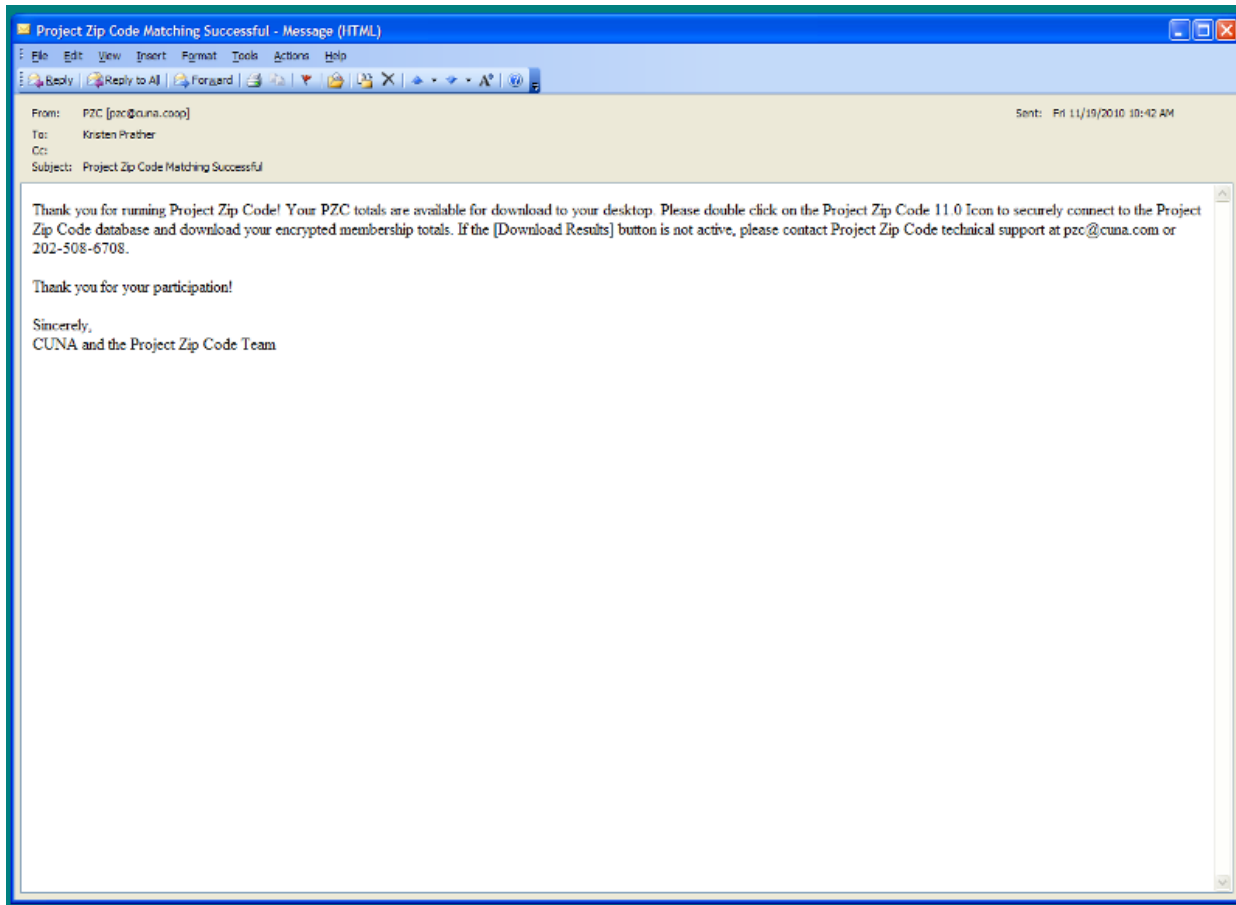 Project Zip Code Matching Successful - Message (HTML)
File Edit View Insert Format Tools Actions Help
Reply Reply to All Forward
From: PZC [pzc@cuna.coop] Sent: Fri 11/19/2010 10:42 AM
To: Kristen Prather
Cc:
Subject: Project Zip Code Matching Successful
Thank you for running Project Zip Code! Your PZC totals are available for download to your desktop. Please double click on the Project Zip Code 11.0 Icon to securely connect to the Project
Zip Code database and download your encrypted membership totals. If the [Download Results] button is not active, please contact Project Zip Code technical support at pzc@cuna.com or
202-508-6708.
Thank you for your participation!
Sincerely,
CUNA and the Project Zip Code Team